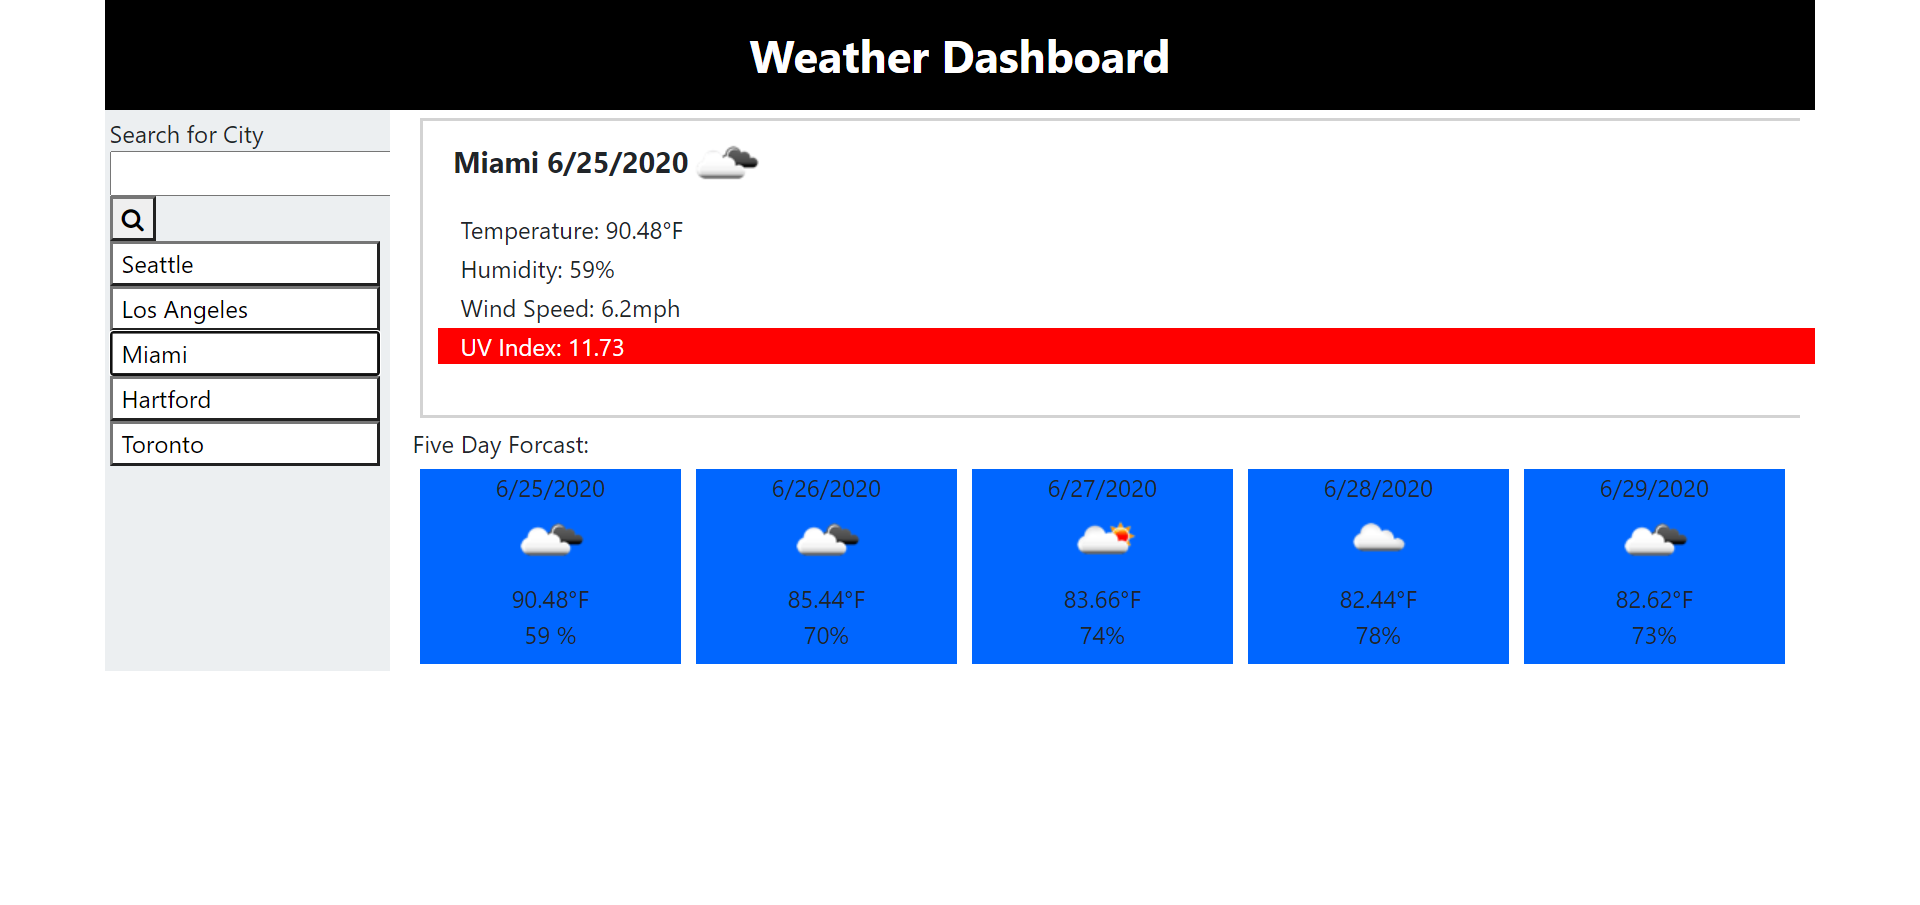 Weather Dashboard
Search for City
Seattle
Los Angeles
Miami
Hartford
Toronto
Miami 6/25/2020
Temperature: 90.48°F
Humidity: 59%
Wind Speed: 6.2mph
UV Index: 11.73
Five Day Forcast:
6/25/2020
90.48°F
59 %
6/26/2020
85.44°F
70%
6/27/2020
83.66°F
74%
6/28/2020
82.44°F
78%
6/29/2020
82.62°F
73%